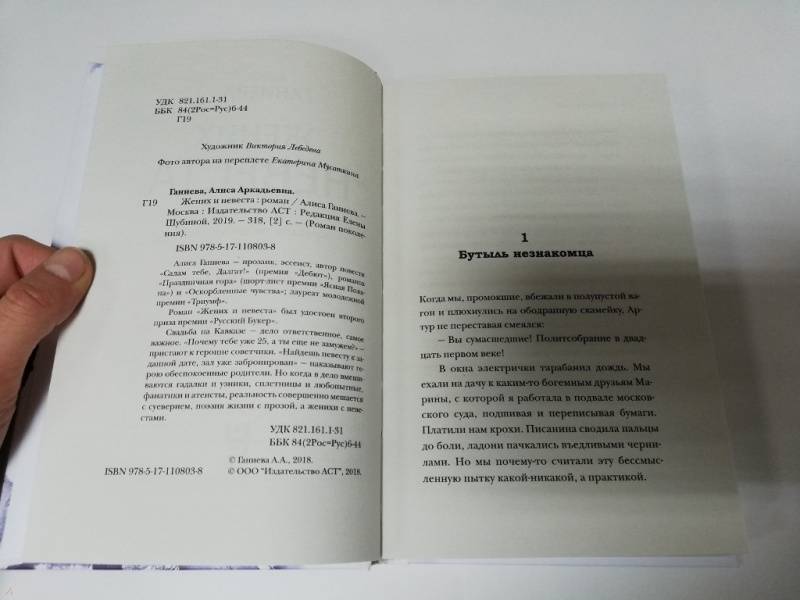 УДК 821.161.1-31
ББК 84(2Рос=Рус)6-44
Г19
Художник Виктория Лебедева
Фото автора на переплете Екатерина Мусаткина
Ганиева, Алиса Аркадьевна.
Г19 Жених и невеста : роман / Алиса Ганиева. —
Москва : Издательство АСТ : Редакция Елены
Шубиной, 2019. — 318, [2] с. — (Роман поколе-
ния).
ISBN 978-5-17-110803-8
Алиса Ганиева — прозаик, эссеист, автор повести
«Салам тебе, Далгат!» (премия «Дебют»), романов
«Праздничная гора» (шорт-лист премии «Ясная Поля-
на») и «Оскорбленные чувства»; лауреат молодежной
премии «Триумф».
Роман «Жених и невеста» был удостоен второго
приза премии «Русский Букер».
Свадьба на Кавказе — дело ответственное, самое
важное. «Почему тебе уже 25, а ты еще не замужем?» —
пристают к героине советчики. «Найдешь невесту к за-
данной дате, зал уже забронирован» — наказывают ге-
рою обеспокоенные родители. Но когда в дело вмеши-
ваются гадалки и узники, сплетницы и любопытные,
фанатики и атеисты, реальность совершенно мешается
с суеверием, поэзия жизни с прозой, а женихи с неве-
стами.
УДК 821.161.1-31
ББК 84(2Рос=Рус)6-44
© Ганиева А.А., 2018.
ISBN 978-5-17-110803-8 © ООО "Издательство АСТ", 2018.
1
Бутыль незнакомца
Когда мы, промокшие, вбежали в полупустой ва-
гон и плюхнулись на ободранную скамейку, Ар-
тур не переставая смеялся:
— Вы сумасшедшие! Политсобрание в двад-
цать первом веке!
В окна электрички тарабанил дождь. Мы
ехали на дачу к каким-то богемным друзьям Ма-
рины, с которой я работала в подвале москов-
ского суда, подшивая и переписывая бумаги.
Платили нам крохи. Писанина сводила пальцы
до боли, ладони пачкались въедливыми черни-
лами. Но мы почему-то считали эту бессмыс-
ленную пытку какой-никакой, а практикой.